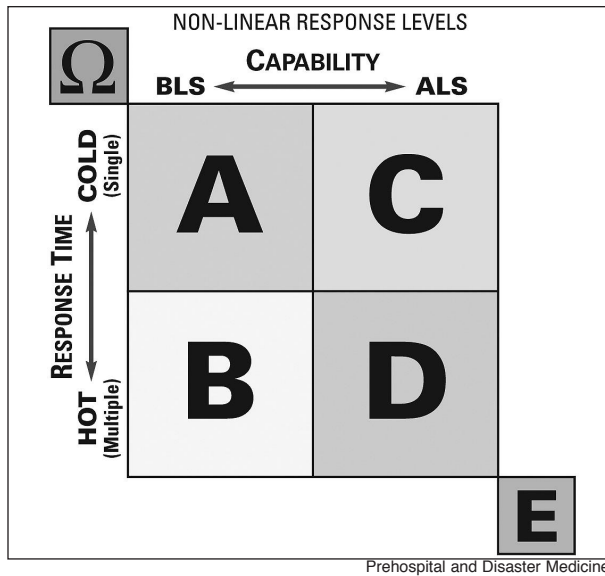 NON-LINEAR RESPONSE LEVELS
CAPABILITY
BLS ALS
Ω
RESPONSE TIME
COLD
(Single)
HOT
(Multiple)
A C
B D
E
Prehospital and Disaster Medicine